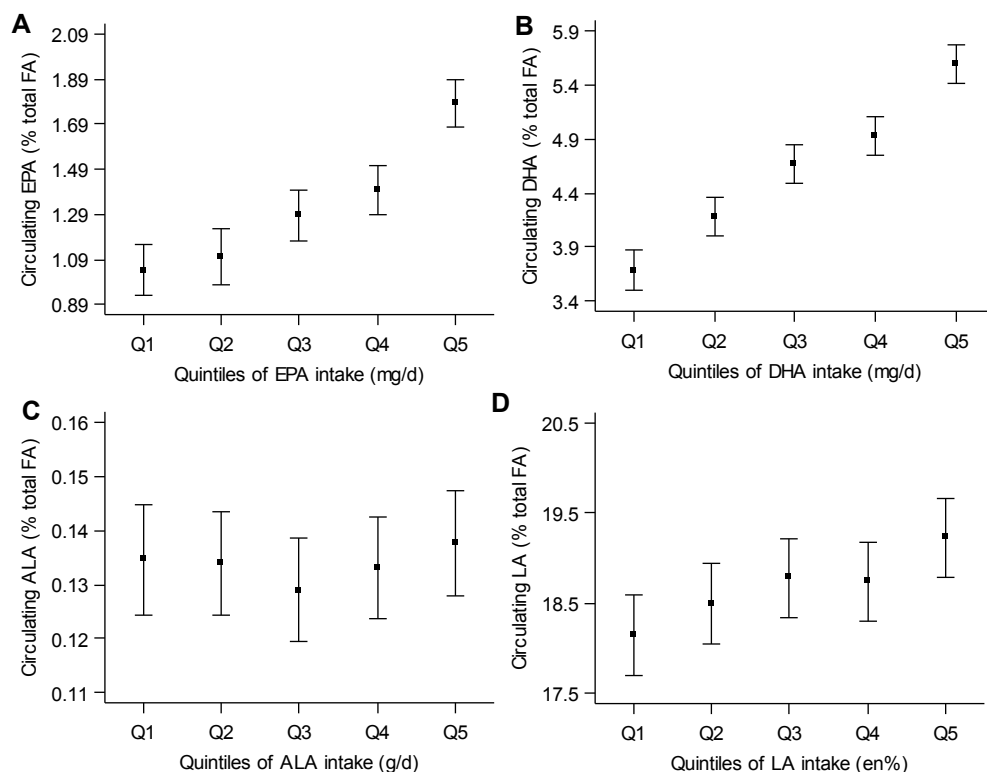 A
Circulating EPA (% total FA)
2.09
1.89
1.69
1.49
1.29
1.09
0.89
Q1 Q2 Q3 Q4 Q5
Quintiles of EPA intake (mg/d)
B
Circulating DHA (% total FA)
5.9
5.4
4.9
4.4
3.9
3.4
Q1 Q2 Q3 Q4 Q5
Quintiles of DHA intake (mg/d)
C
Circulating ALA (% total FA)
0.16
0.15
0.14
0.13
0.12
0.11
Q1 Q2 Q3 Q4 Q5
Quintiles of ALA intake (g/d)
D
Circulating LA (% total FA)
20.5
19.5
18.5
17.5
Q1 Q2 Q3 Q4 Q5
Quintiles of LA intake (en%)